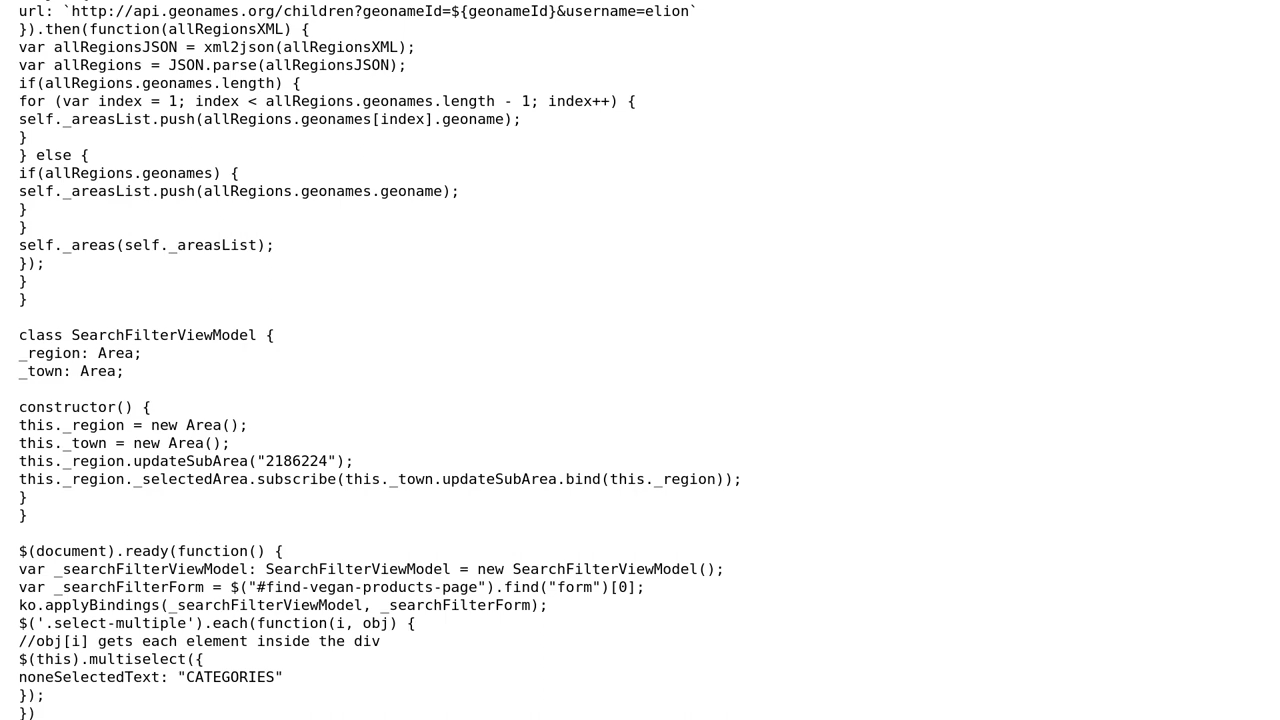 url: `http://api.geonames.org/children?geonameId=${geonameId}&username=elion`
}).then(function(allRegionsXML) {
var allRegionsJSON = xml2json(allRegionsXML);
var allRegions = JSON.parse(allRegionsJSON);
if(allRegions.geonames.length) {
for (var index = 1; index < allRegions.geonames.length - 1; index++) {
self._areasList.push(allRegions.geonames[index].geoname);
}
} else {
if(allRegions.geonames) {
self._areasList.push(allRegions.geonames.geoname);
}
}
self._areas(self._areasList);
});
}
}

class SearchFilterViewModel {
_region: Area;
_town: Area;

constructor() {
this._region = new Area();
this._town = new Area();
this._region.updateSubArea("2186224");
this._region._selectedArea.subscribe(this._town.updateSubArea.bind(this._region));
}
}

$(document).ready(function() {
var _searchFilterViewModel: SearchFilterViewModel = new SearchFilterViewModel();
var _searchFilterForm = $("#find-vegan-products-page").find("form")[0];
ko.applyBindings(_searchFilterViewModel, _searchFilterForm);
$('.select-multiple').each(function(i, obj) {
//obj[i] gets each element inside the div
$(this).multiselect({
noneSelectedText: "CATEGORIES"
});
})